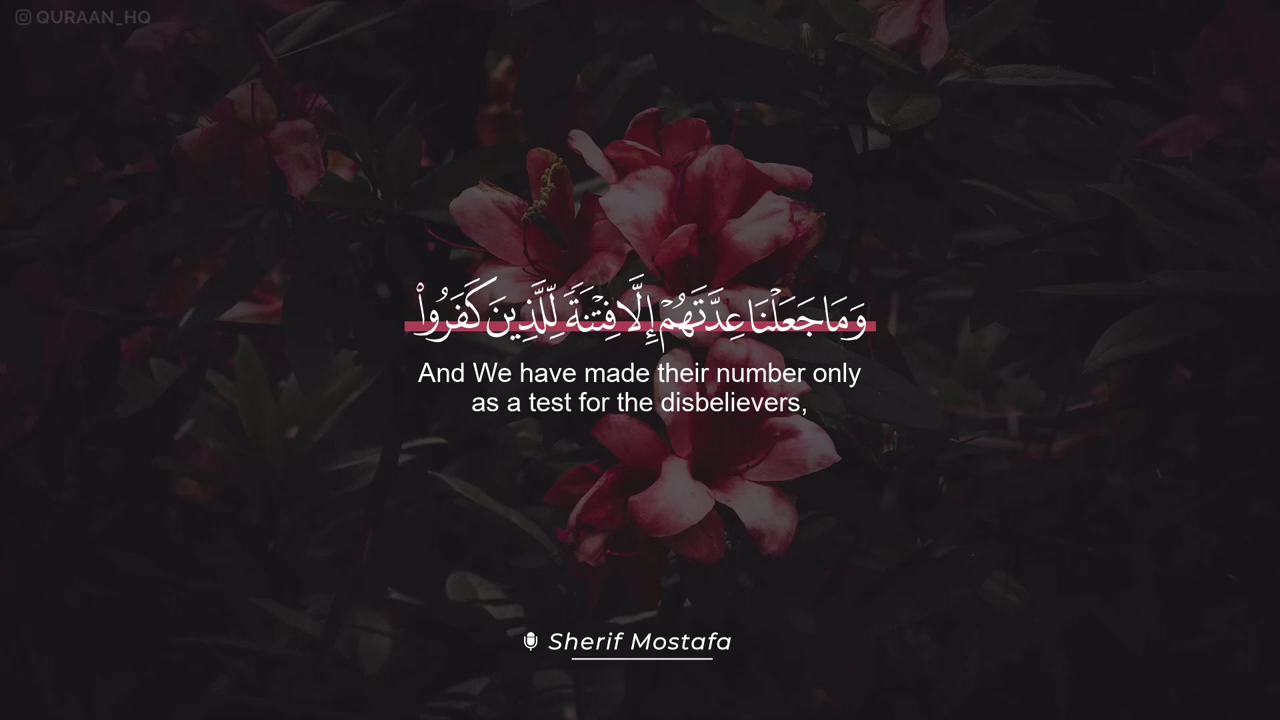 QURAAN_HQ
وَمَا جَعَلْنَا عِدَّتَهُمْ إِلَّا فِتْنَةً لِّلَّذِينَ كَفَرُواْ
And We have made their number only
as a test for the disbelievers,
Sherif Mostafa